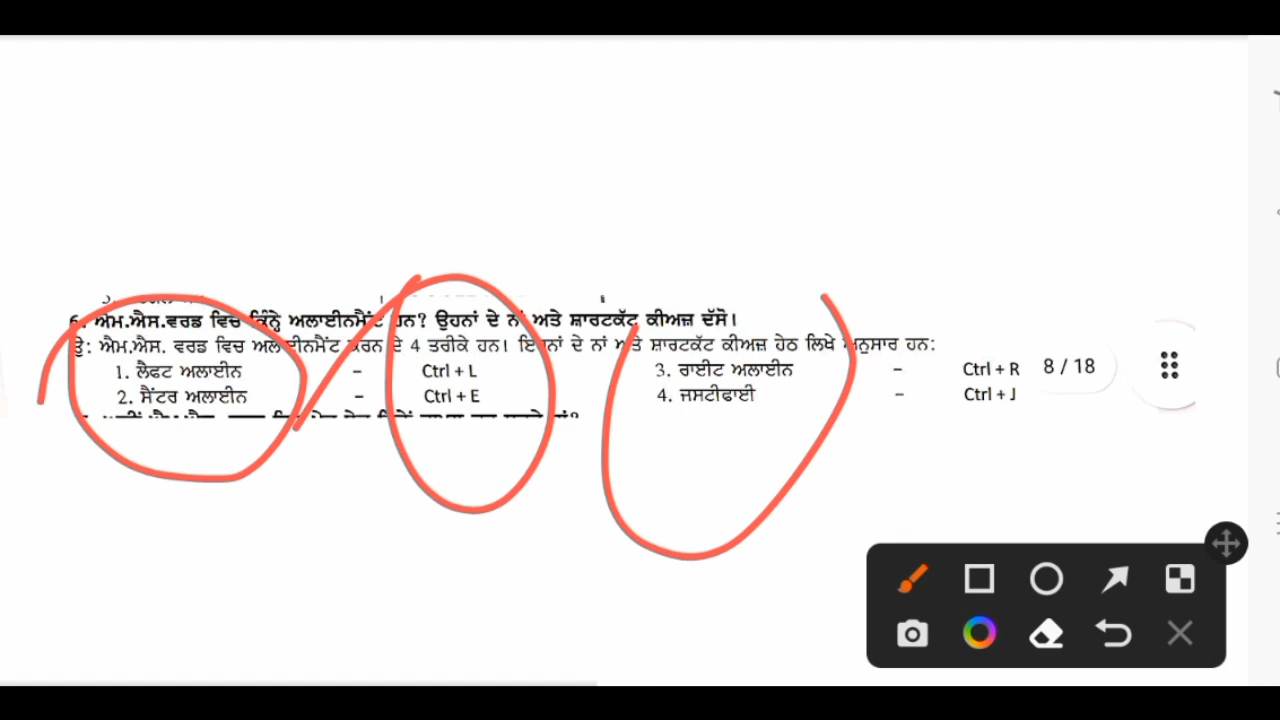 6. ਐਮ.ਐਸ.ਵਰਡ ਵਿਚ ਕਿੰਨ੍ਹੇ ਅਲਾਈਨਮੈਂਟ ਹਨ? ਉਹਨਾਂ ਦੇ ਨਾਂ ਅਤੇ ਸ਼ਾਰਟਕੱਟ ਕੀਅਜ਼ ਦੱਸੋ।
ਉ: ਐਮ.ਐਸ. ਵਰਡ ਵਿਚ ਅਲਾਈਨਮੈਂਟ ਕਰਨ ਦੇ 4 ਤਰੀਕੇ ਹਨ। ਇਹਨਾਂ ਦੇ ਨਾਂ ਅਤੇ ਸ਼ਾਰਟਕੱਟ ਕੀਅਜ਼ ਹੇਠ ਲਿਖੇ ਅਨੁਸਾਰ ਹਨ:
1. ਲੈਫਟ ਅਲਾਈਨ – Ctrl + L 3. ਰਾਈਟ ਅਲਾਈਨ – Ctrl + R
2. ਸੈਂਟਰ ਅਲਾਈਨ – Ctrl + E 4. ਜਸਟੀਫਾਈ – Ctrl + J
8 / 18